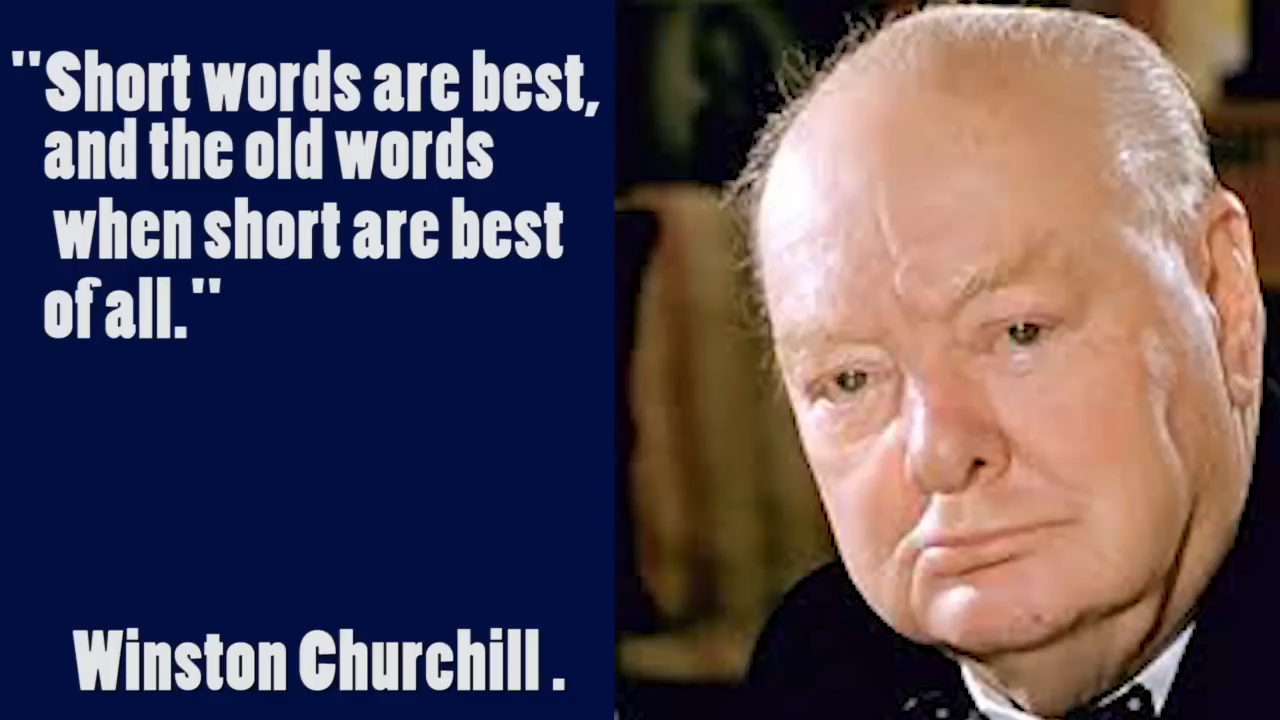 "Short words are best,
and the old words
when short are best
of all."
Winston Churchill .